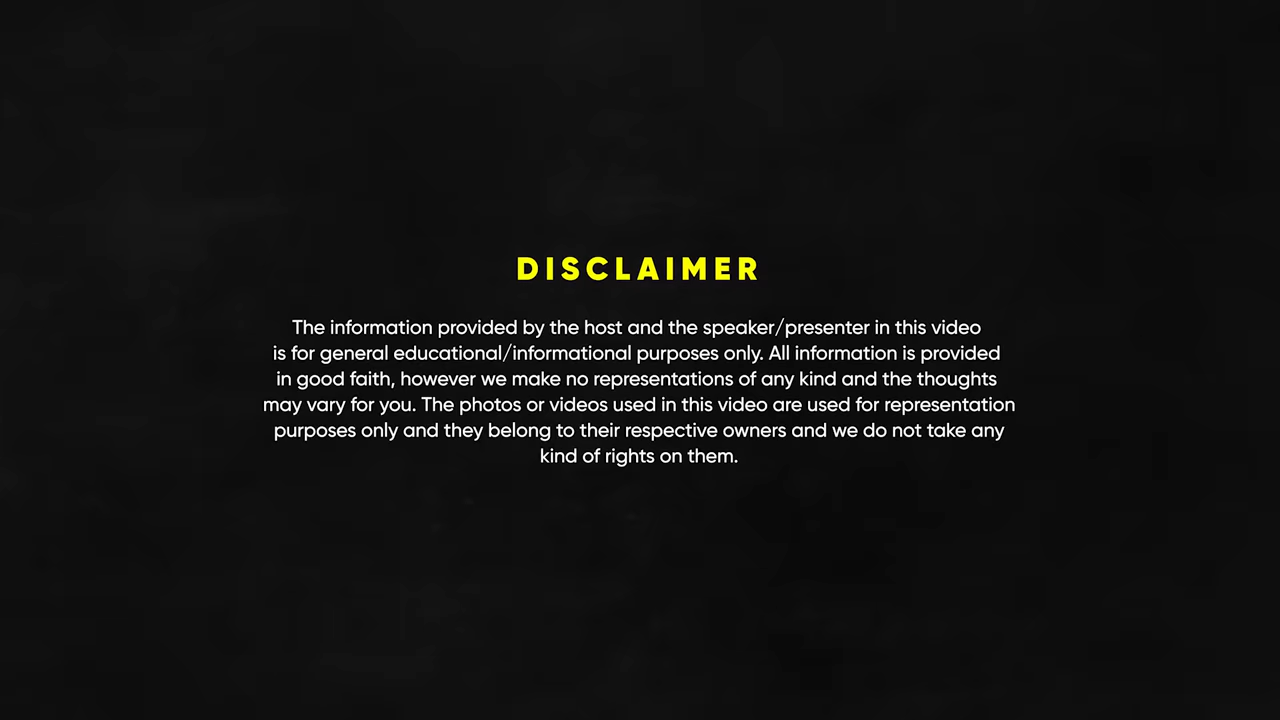 DISCLAIMER
The information provided by the host and the speaker/presenter in this video
is for general educational/informational purposes only. All information is provided
in good faith, however we make no representations of any kind and the thoughts
may vary for you. The photos or videos used in this video are used for representation
purposes only and they belong to their respective owners and we do not take any
kind of rights on them.